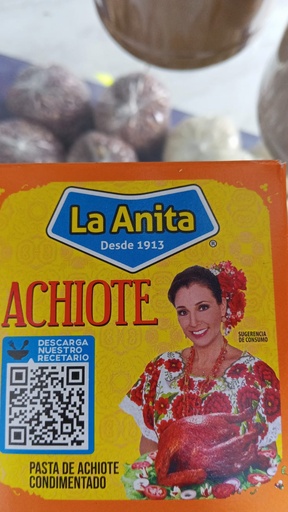 La Anita
Desde 1913
®
ACHIOTE
SUGERENCIA
DE CONSUMO
DESCARGA
NUESTRO
RECETARIO
PASTA DE ACHIOTE
CONDIMENTADO